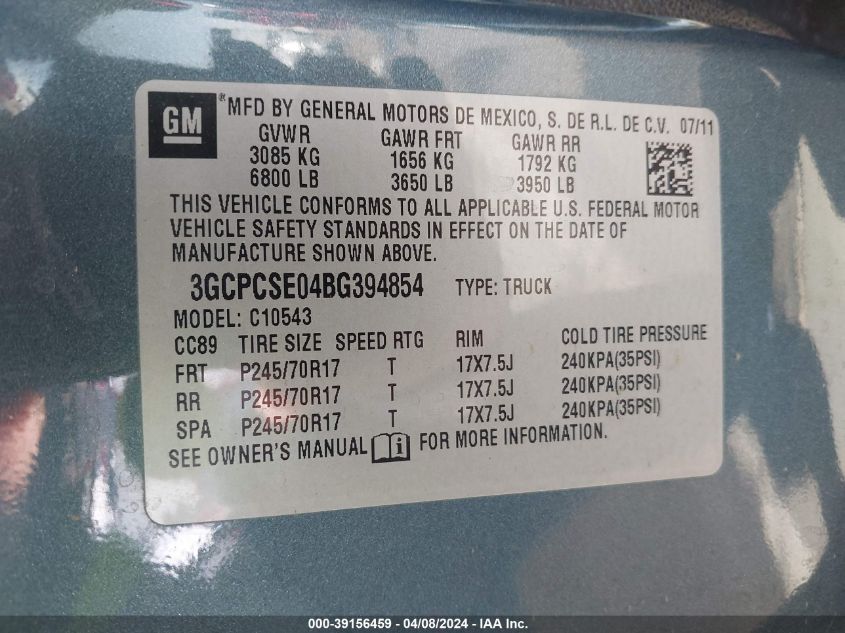 GM ® MFD BY GENERAL MOTORS DE MEXICO, S. DE R.L. DE C.V. 07/11
GVWR GAWR FRT GAWR RR
3085 KG 1656 KG 1792 KG
6800 LB 3650 LB 3950 LB
THIS VEHICLE CONFORMS TO ALL APPLICABLE U.S. FEDERAL MOTOR
VEHICLE SAFETY STANDARDS IN EFFECT ON THE DATE OF
MANUFACTURE SHOWN ABOVE.
3GCPCSE04BG394854 TYPE: TRUCK
MODEL: C10543
CC89 TIRE SIZE SPEED RTG RIM COLD TIRE PRESSURE
FRT P245/70R17 T 17X7.5J 240KPA(35PSI)
RR P245/70R17 T 17X7.5J 240KPA(35PSI)
SPA P245/70R17 T 17X7.5J 240KPA(35PSI)
SEE OWNER'S MANUAL FOR MORE INFORMATION.
000-39156459 - 04/08/2024 - IAA Inc.